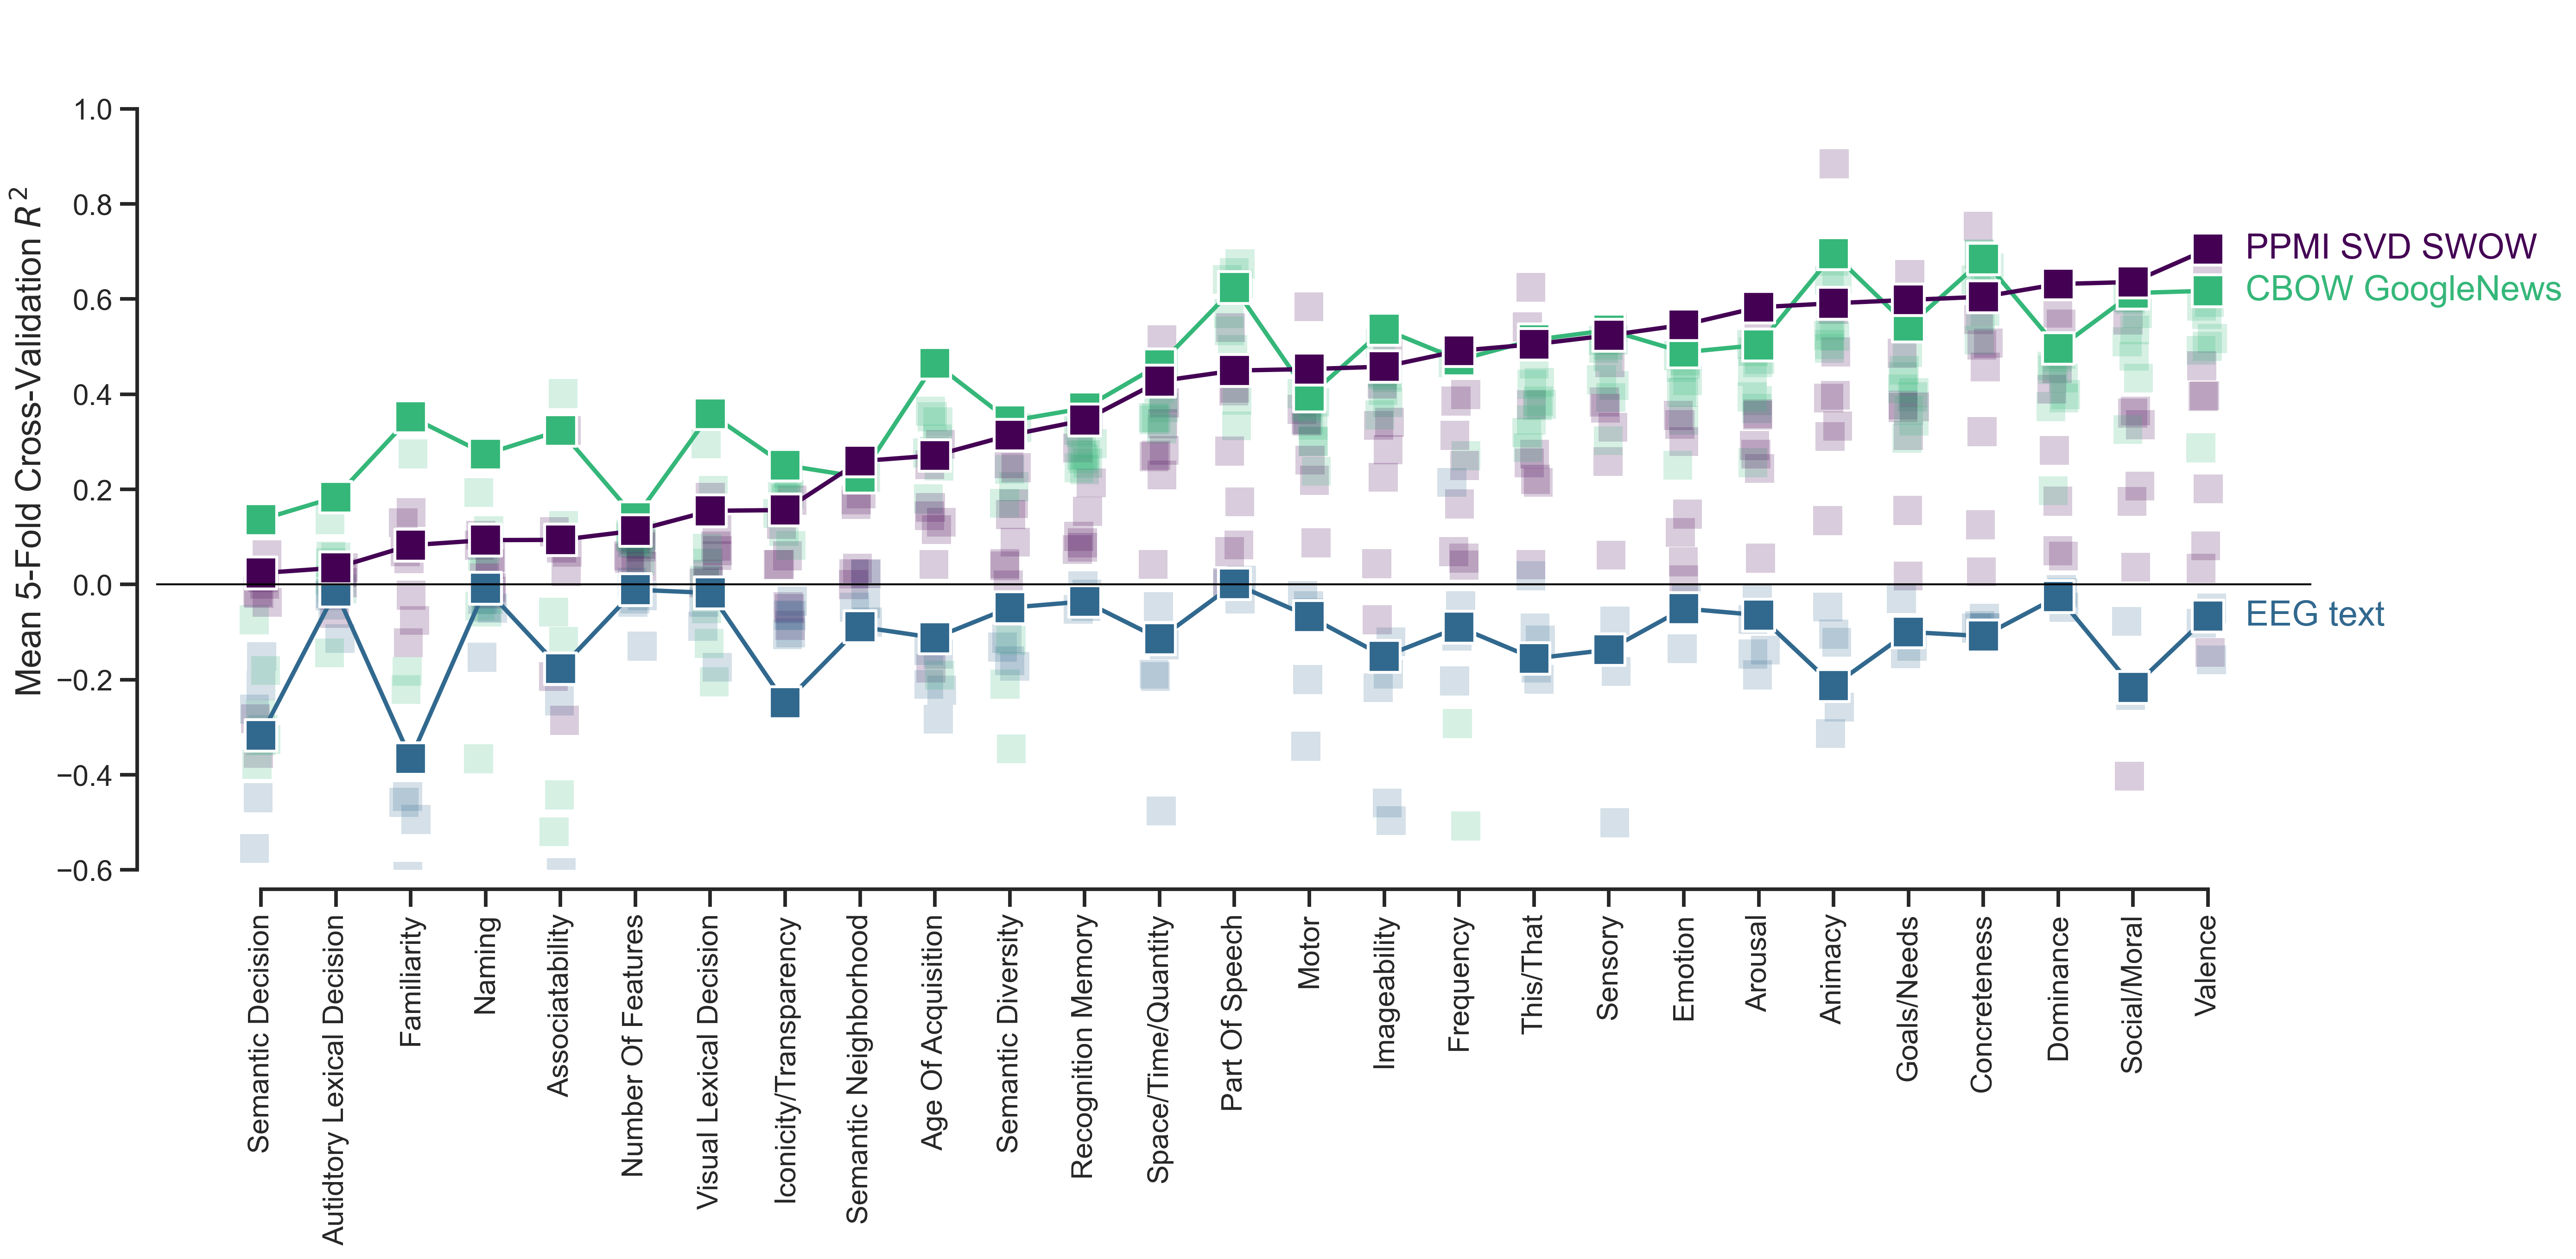 Mean 5-Fold Cross-Validation R²
1.0
0.8
0.6
0.4
0.2
0.0
−0.2
−0.4
−0.6
PPMI SVD SWOW
CBOW GoogleNews
EEG text
Semantic Decision
Autidtory Lexical Decision
Familiarity
Naming
Associatability
Number Of Features
Visual Lexical Decision
Iconicity/Transparency
Semantic Neighborhood
Age Of Acquisition
Semantic Diversity
Recognition Memory
Space/Time/Quantity
Part Of Speech
Motor
Imageability
Frequency
This/That
Sensory
Emotion
Arousal
Animacy
Goals/Needs
Concreteness
Dominance
Social/Moral
Valence